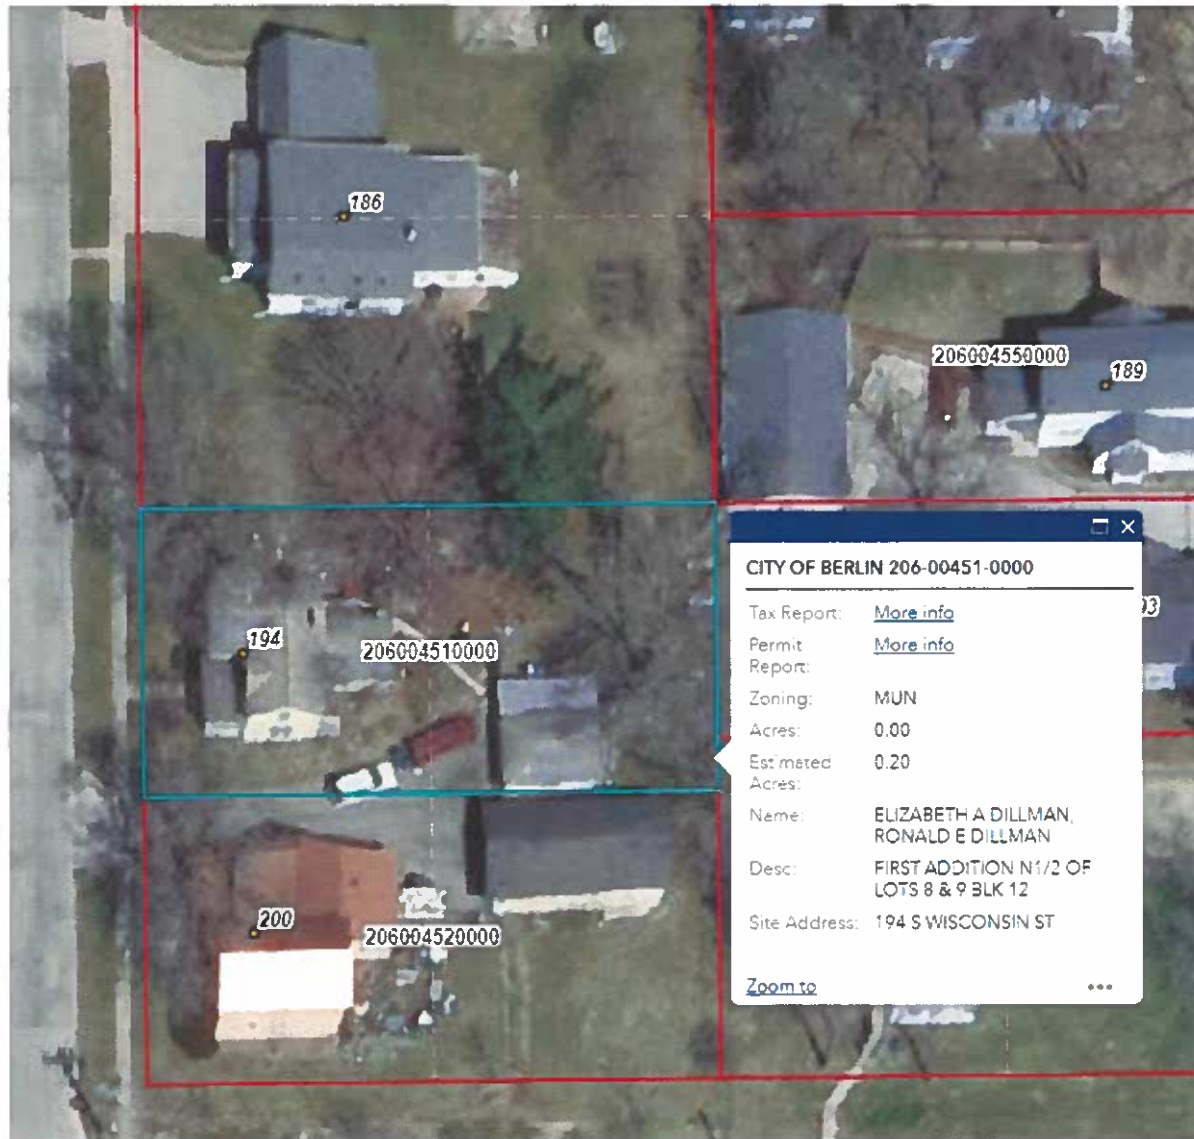 186
206004550000
189
CITY OF BERLIN 206-00451-0000
Tax Report: More info
Permit Report: More info
Zoning: MUN
Acres: 0.00
Estimated Acres: 0.20
Name: ELIZABETH A DILLMAN,
RONALD E DILLMAN
Desc: FIRST ADDITION N1/2 OF
LOTS 8 & 9 BLK 12
Site Address: 194 S WISCONSIN ST
Zoom to
93
194
206004510000
200
206004520000